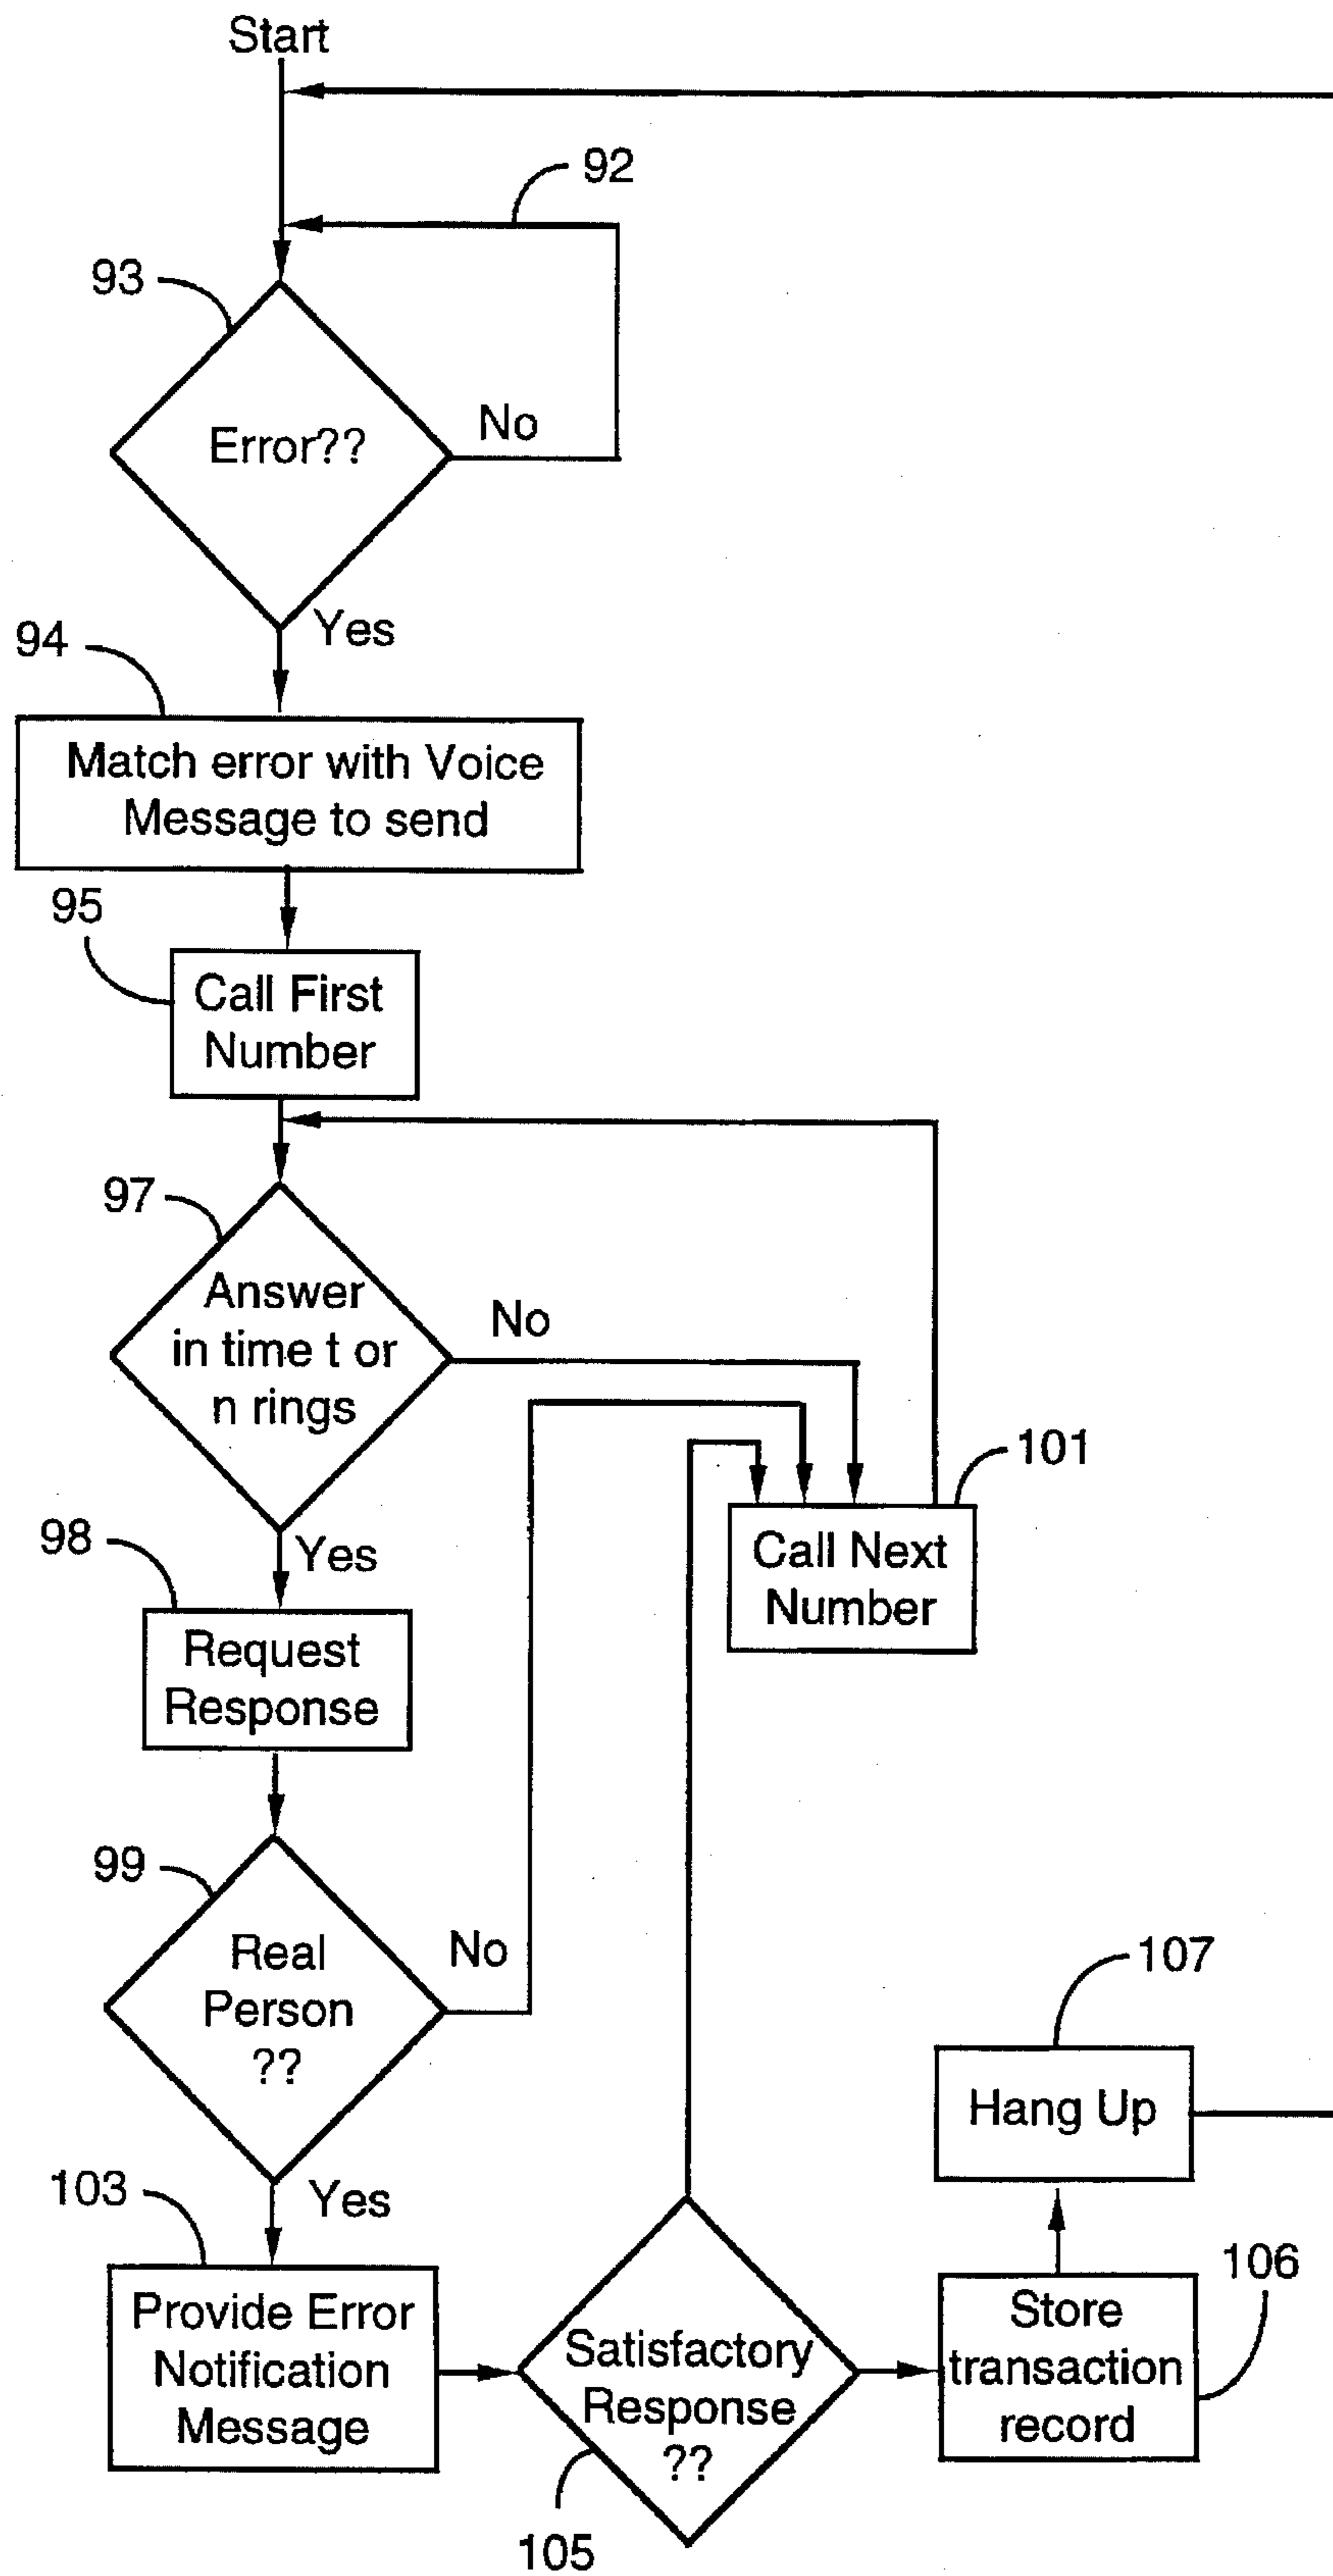 Start
92
93
Error??
No
Yes
94
Match error with Voice
Message to send
95
Call First
Number
97
Answer
in time t or
n rings
No
101
Call Next
Number
98
Yes
Request
Response
99
Real
Person
??
No
107
Hang Up
103
Yes
Provide Error
Notification
Message
Satisfactory
Response
??
105
106
Store
transaction
record